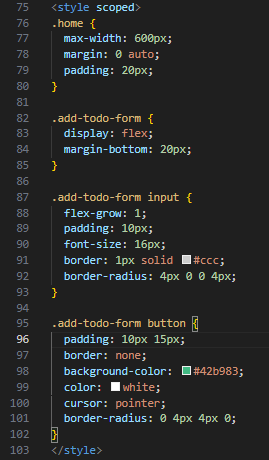 75 <style scoped>
76 .home {
77   max-width: 600px;
78   margin: 0 auto;
79   padding: 20px;
80 }
81
82 .add-todo-form {
83   display: flex;
84   margin-bottom: 20px;
85 }
86
87 .add-todo-form input {
88   flex-grow: 1;
89   padding: 10px;
90   font-size: 16px;
91   border: 1px solid #ccc;
92   border-radius: 4px 0 0 4px;
93 }
94
95 .add-todo-form button {
96   padding: 10px 15px;
97   border: none;
98   background-color: #42b983;
99   color: white;
100   cursor: pointer;
101   border-radius: 0 4px 4px 0;
102 }
103 </style>